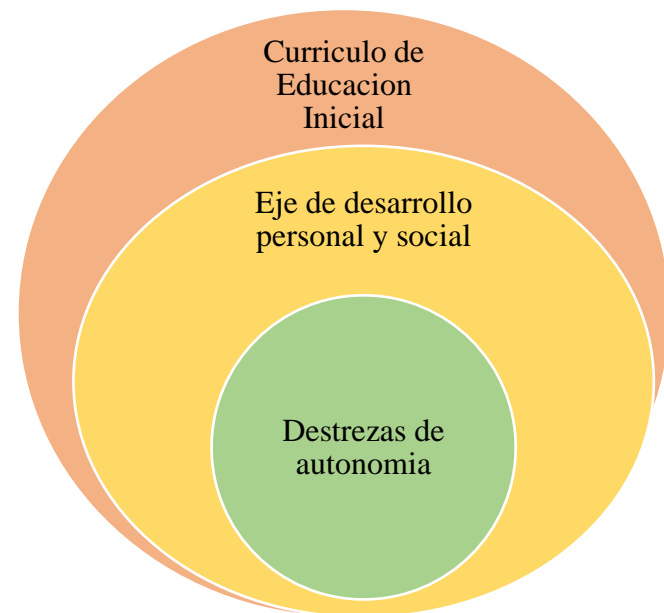 Curriculo de
Educacion
Inicial
Eje de desarrollo
personal y social
Destrezas de
autonomia